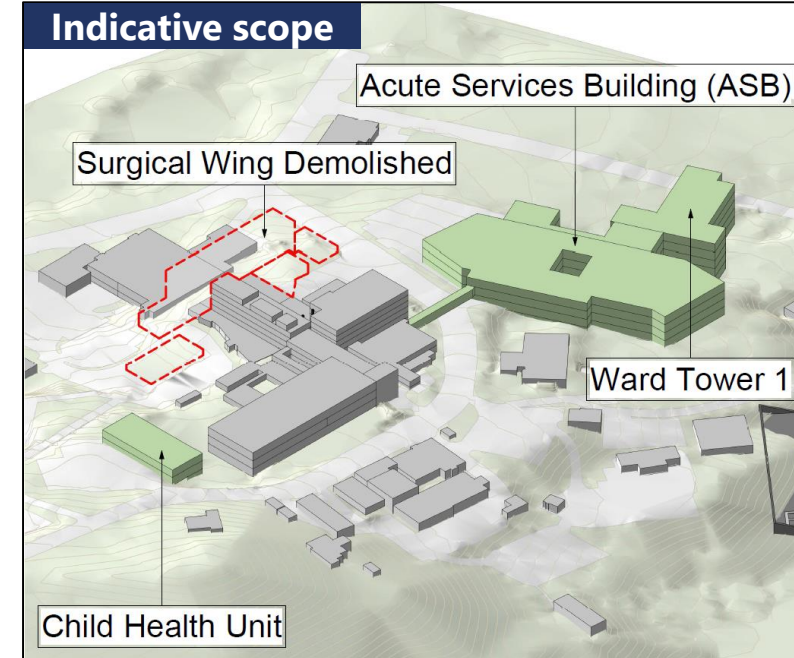 Indicative scope
Acute Services Building (ASB)
Surgical Wing Demolished
Ward Tower 1
Child Health Unit